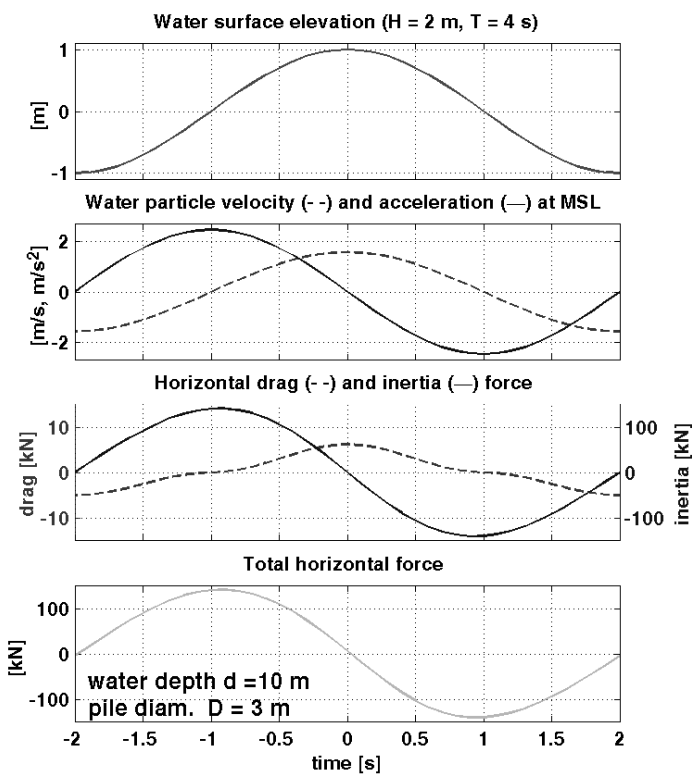 Water surface elevation (H = 2 m, T = 4 s)
1
0
-1
[m]
Water particle velocity (- -) and acceleration (—) at MSL
2
0
-2
[m/s, m/s²]
Horizontal drag (- -) and inertia (—) force
10
0
-10
drag [kN]
100
0
-100
inertia [kN]
Total horizontal force
100
0
-100
[kN]
water depth d =10 m
pile diam. D = 3 m
-2 -1.5 -1 -0.5 0 0.5 1 1.5 2
time [s]